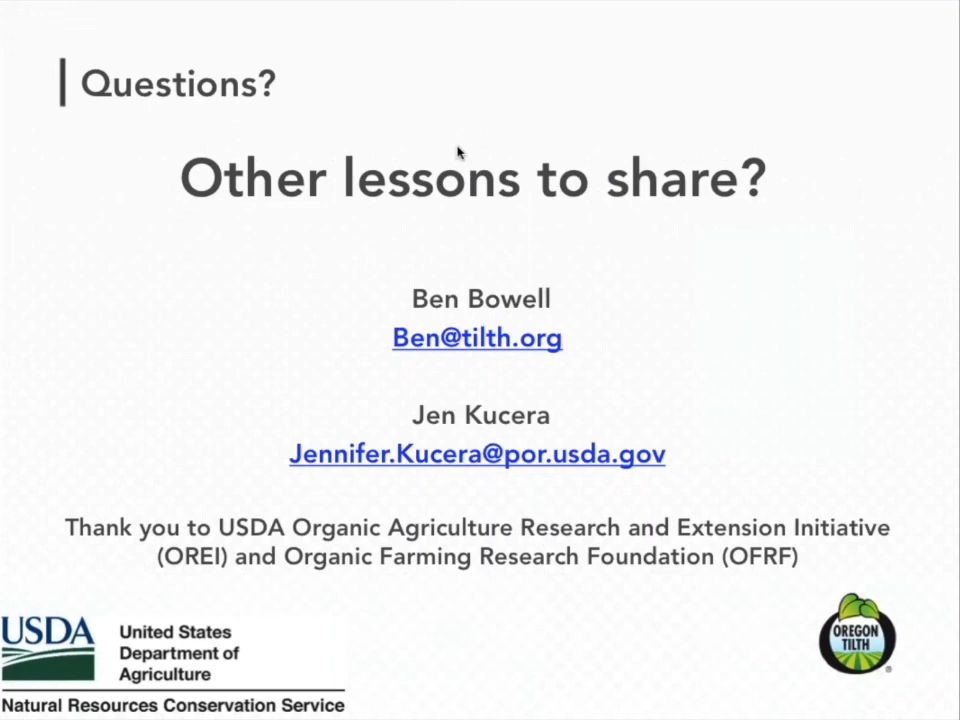 Questions?
Other lessons to share?
Ben Bowell
Ben@tilth.org
Jen Kucera
Jennifer.Kucera@por.usda.gov
Thank you to USDA Organic Agriculture Research and Extension Initiative
(OREI) and Organic Farming Research Foundation (OFRF)
USDA
United States
Department of
Agriculture
Natural Resources Conservation Service
OREGON
TILTH
®